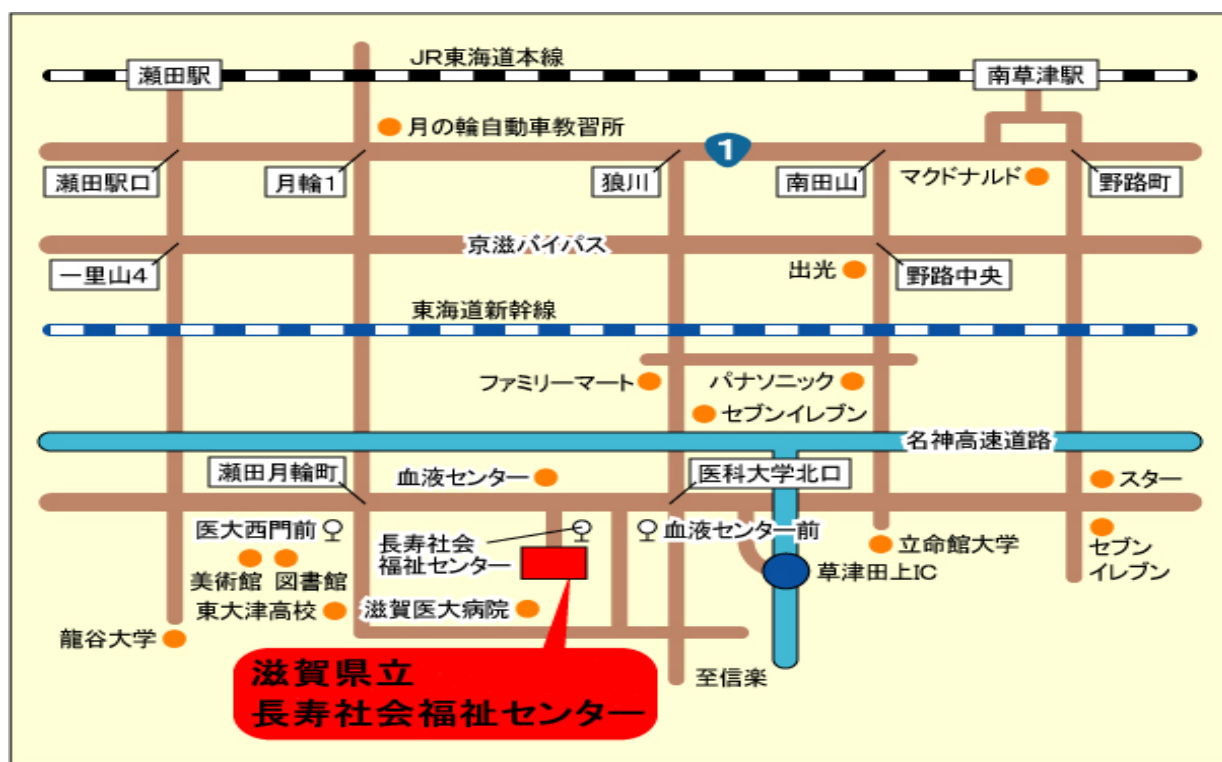 JR東海道本線
瀬田駅
南草津駅
月の輪自動車教習所
1
瀬田駅口
月輪1
狼川
南田山
マクドナルド
野路町
京滋バイパス
一里山4
出光
野路中央
東海道新幹線
ファミリーマート
パナソニック
セブンイレブン
名神高速道路
瀬田月輪町
血液センター
医科大学北口
スター
医大西門前
長寿社会
福祉センター
血液センター前
立命館大学
セブン
イレブン
美術館
図書館
草津田上IC
東大津高校
滋賀医大病院
龍谷大学
滋賀県立
長寿社会福祉センター
至信楽